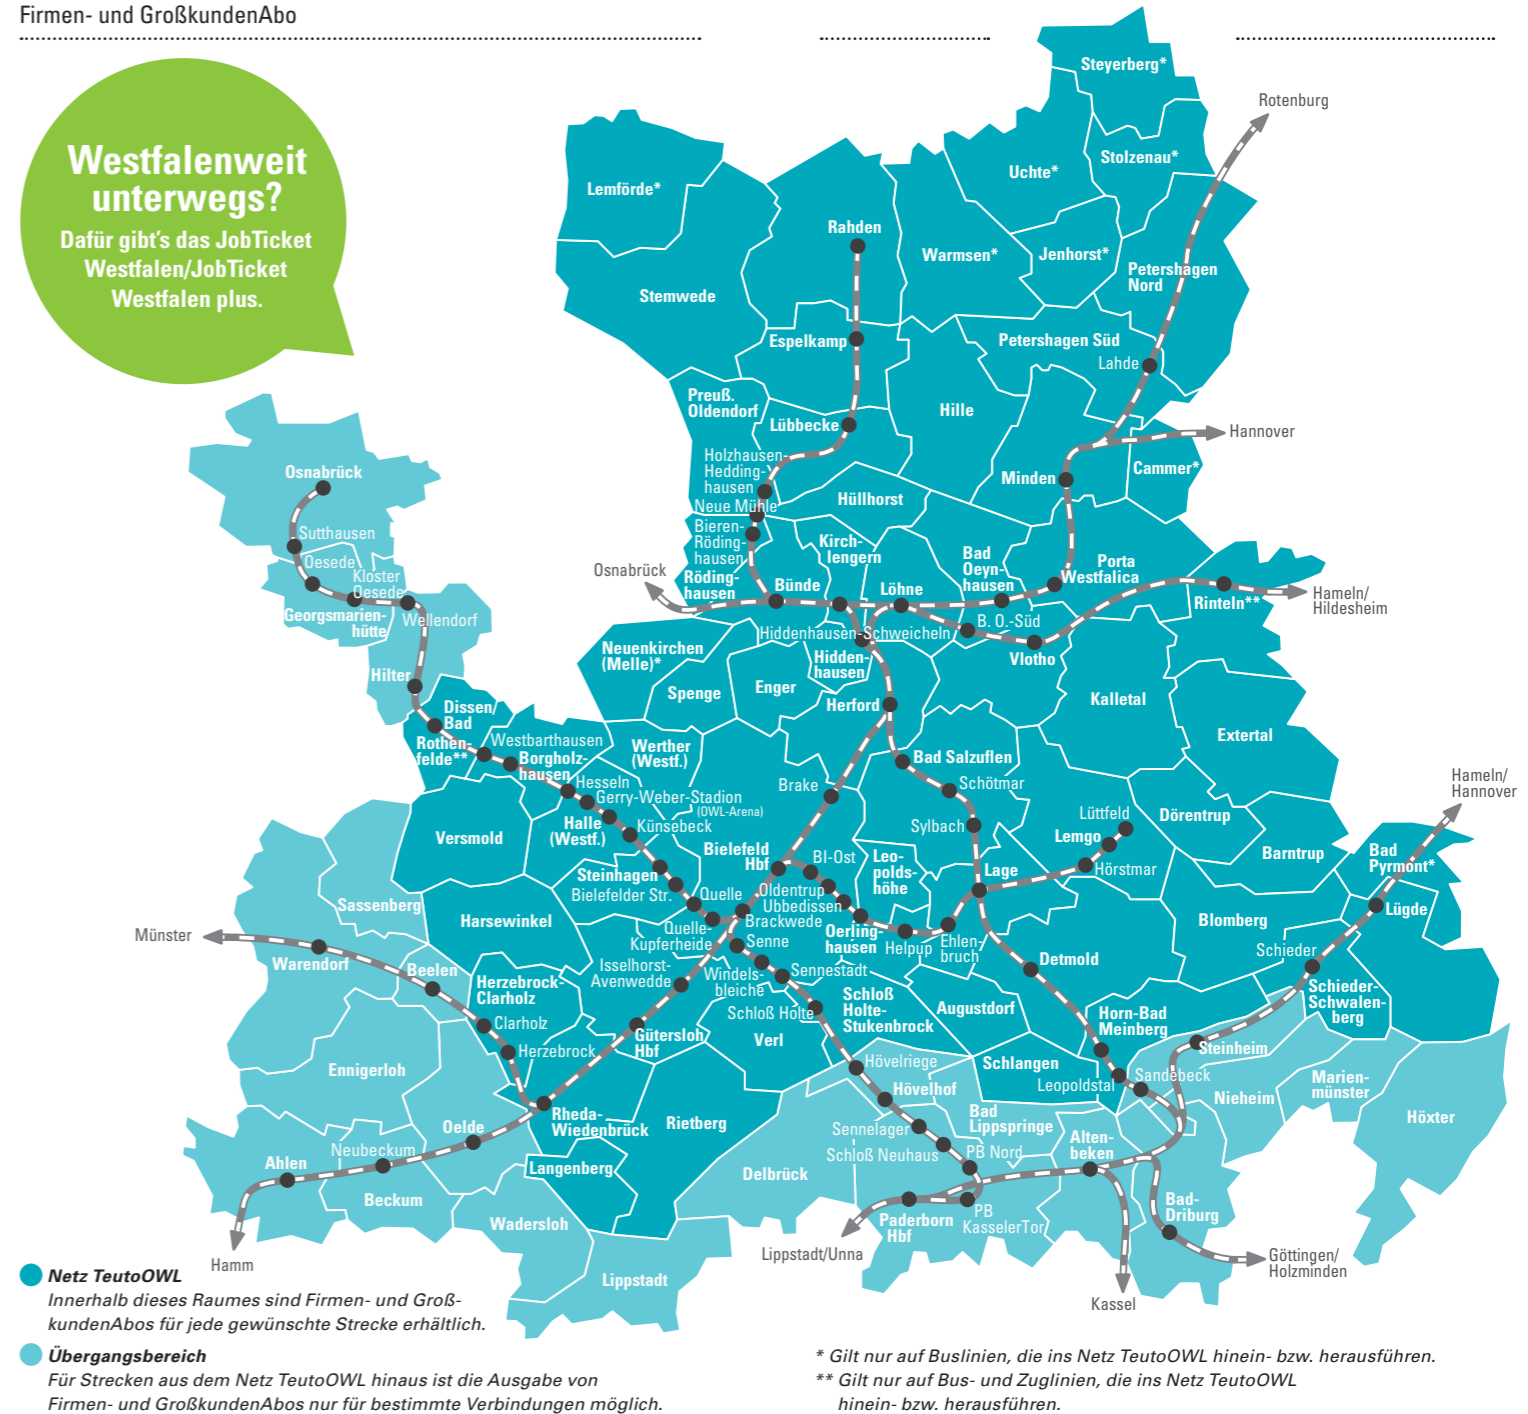 Firmen- und GroßkundenAbo
Westfalenweit
unterwegs?
Dafür gibt's das JobTicket
Westfalen/JobTicket
Westfalen plus.
Steyerberg*
Rotenburg
Stolzenau*
Uchte*
Lemförde*
Rahden
Warmsen*
Jenhorst*
Petershagen
Nord
Stemwede
Espelkamp
Petershagen Süd
Lahde
Preuß.
Oldendorf
Hille
Lübbecke
Hannover
Holzhausen-
Hedding-
hausen
Cammer*
Minden
Osnabrück
Hüllhorst
Neue Mühle
Bieren-
Röding-
hausen
Sutthausen
Kirch-
lengern
Bad
Oeyn-
hausen
Porta
Westfalica
Oesede
Kloster
Oesede
Osnabrück
Röding-
hausen
Bünde
Löhne
Rinteln**
Hameln/
Hildesheim
Georgsmarien-
hütte
Wellendorf
B. O.-Süd
Hiddenhausen-Schweicheln
Neuenkirchen
(Melle)*
Hidden-
hausen
Vlotho
Hilter
Spenge
Enger
Kalletal
Herford
Dissen/
Bad
Rothen-
felde**
Extertal
Westbarthausen
Werther
(Westf.)
Borgholz-
hausen
Bad Salzuflen
Hesseln
Brake
Schötmar
Hameln/
Hannover
Gerry-Weber-Stadion
(OWL-Arena)
Lüttfeld
Dörentrup
Halle
(Westf.)
Künsebeck
Sylbach
Lemgo
Versmold
Bielefeld
Hbf
BI-Ost
Leo-
polds-
höhe
Barntrup
Bad
Pyrmont*
Steinhagen
Lage
Hörstmar
Bielefelder Str.
Quelle
Oldentrup
Ubbedissen
Sassenberg
Harsewinkel
Brackwede
Blomberg
Lügde
Quelle-
Kupferheide
Oerling-
hausen
Münster
Senne
Helpup
Ehlen-
bruch
Schieder
Warendorf
Beelen
Isselhorst-
Avenwedde
Windels-
bleiche
Sennestadt
Detmold
Herzebrock-
Clarholz
Schloß
Holte-
Stukenbrock
Schieder-
Schwalen-
berg
Schloß Holte
Augustdorf
Horn-Bad
Meinberg
Clarholz
Gütersloh
Hbf
Verl
Herzebrock
Steinheim
Ennigerloh
Hövelriege
Schlangen
Sandebeck
Leopoldstal
Marien-
münster
Hövelhof
Nieheim
Rheda-
Wiedenbrück
Rietberg
Bad
Lippspringe
Höxter
Oelde
Sennelager
Alten-
beken
Neubeckum
Schloß Neuhaus
PB Nord
Ahlen
Langenberg
Delbrück
Beckum
Bad-
Driburg
PB
KasselerTor
Wadersloh
Paderborn
Hbf
Lippstadt/Unna
Göttingen/
Holzminden
Hamm
Lippstadt
Kassel
Netz TeutoOWL
Innerhalb dieses Raumes sind Firmen- und Groß-
kundenAbos für jede gewünschte Strecke erhältlich.
Übergangsbereich
Für Strecken aus dem Netz TeutoOWL hinaus ist die Ausgabe von
Firmen- und GroßkundenAbos nur für bestimmte Verbindungen möglich.
* Gilt nur auf Buslinien, die ins Netz TeutoOWL hinein- bzw. herausführen.
** Gilt nur auf Bus- und Zuglinien, die ins Netz TeutoOWL
hinein- bzw. herausführen.